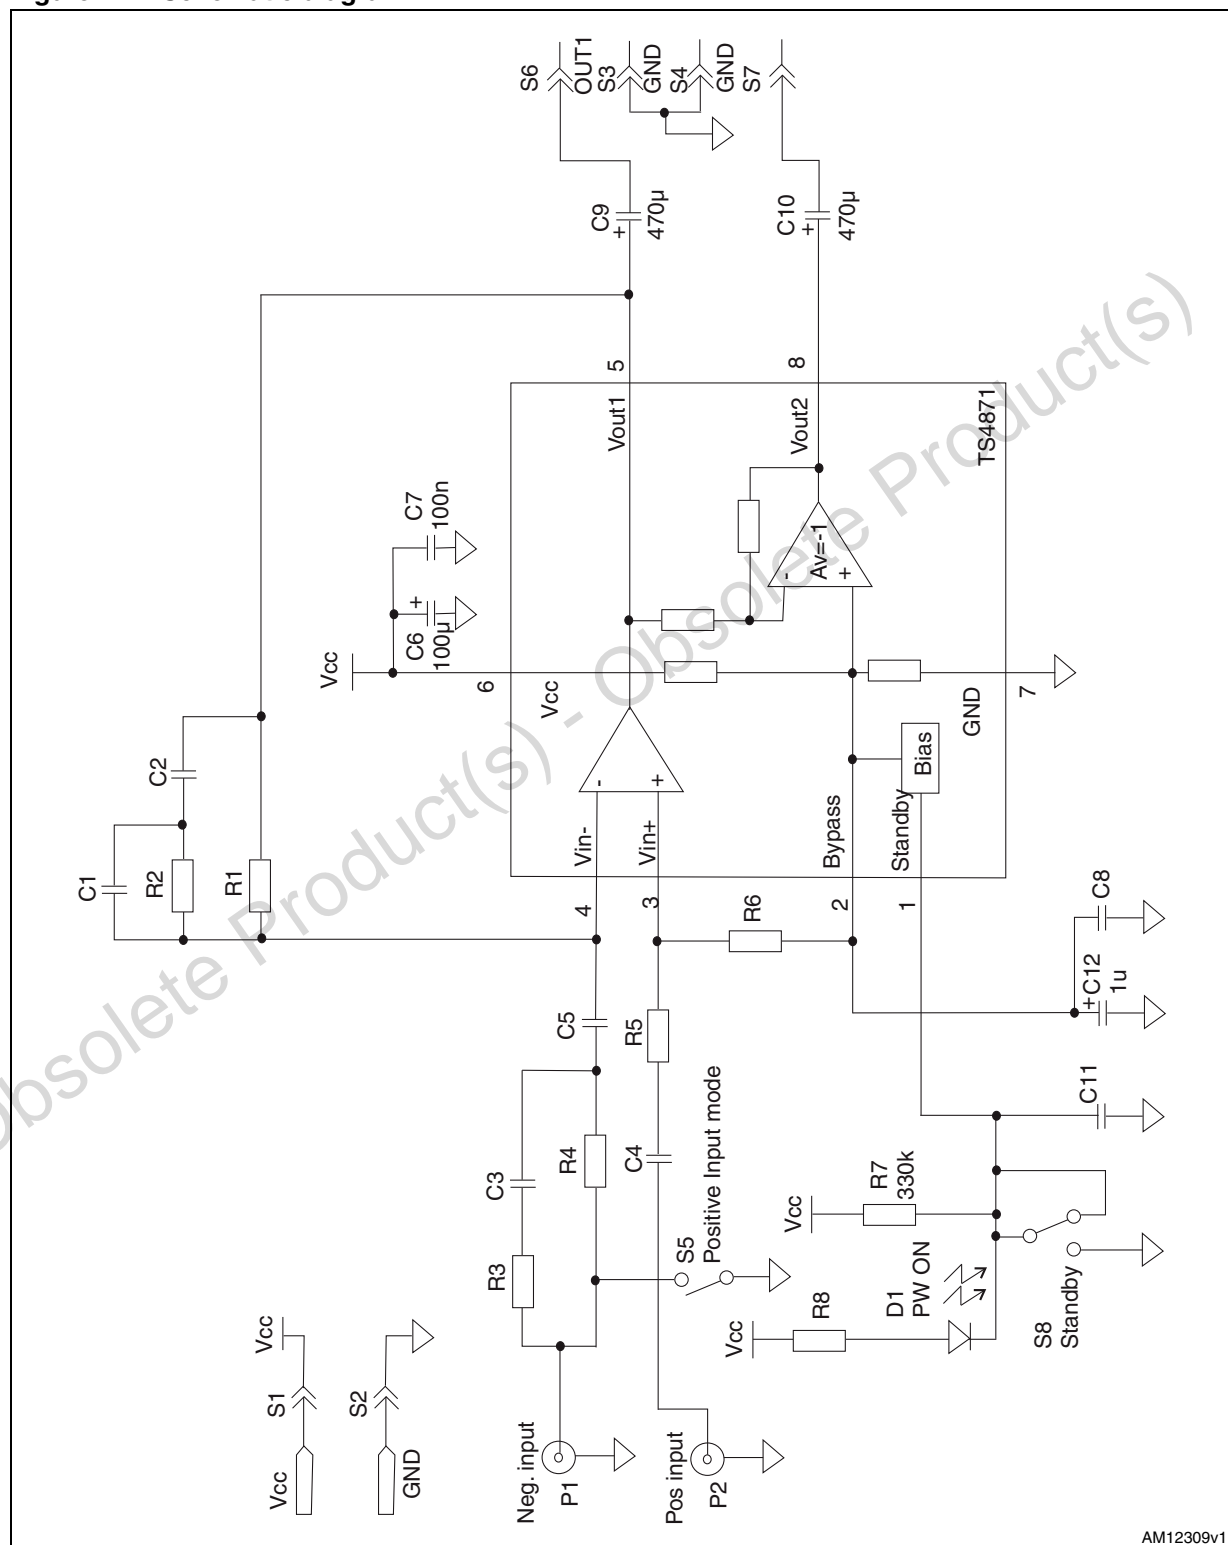 S6
OUT1
S3
GND
S4
GND
S7
C9
+
470µ
C10
+
470µ
5
8
Vout1
Vout2
TS4871
C7
100n
+
C6
100µ
Vcc
6
Vcc
Av=-1
-
+
-
+
GND
7
Bias
Standby
Bypass
Vin-
Vin+
4
3
2
1
C2
C1
R2
R1
R6
C8
+C12
1u
C5
R5
C11
C3
R4
C4
R3
S5
Positive Input mode
Vcc
R7
330k
Vcc
R8
D1
PW ON
S8
Standby
Vcc
S1
S2
Vcc
GND
Neg. input
P1
Pos input
P2
Obsolete Product(s) - Obsolete Product(s)
AM12309v1